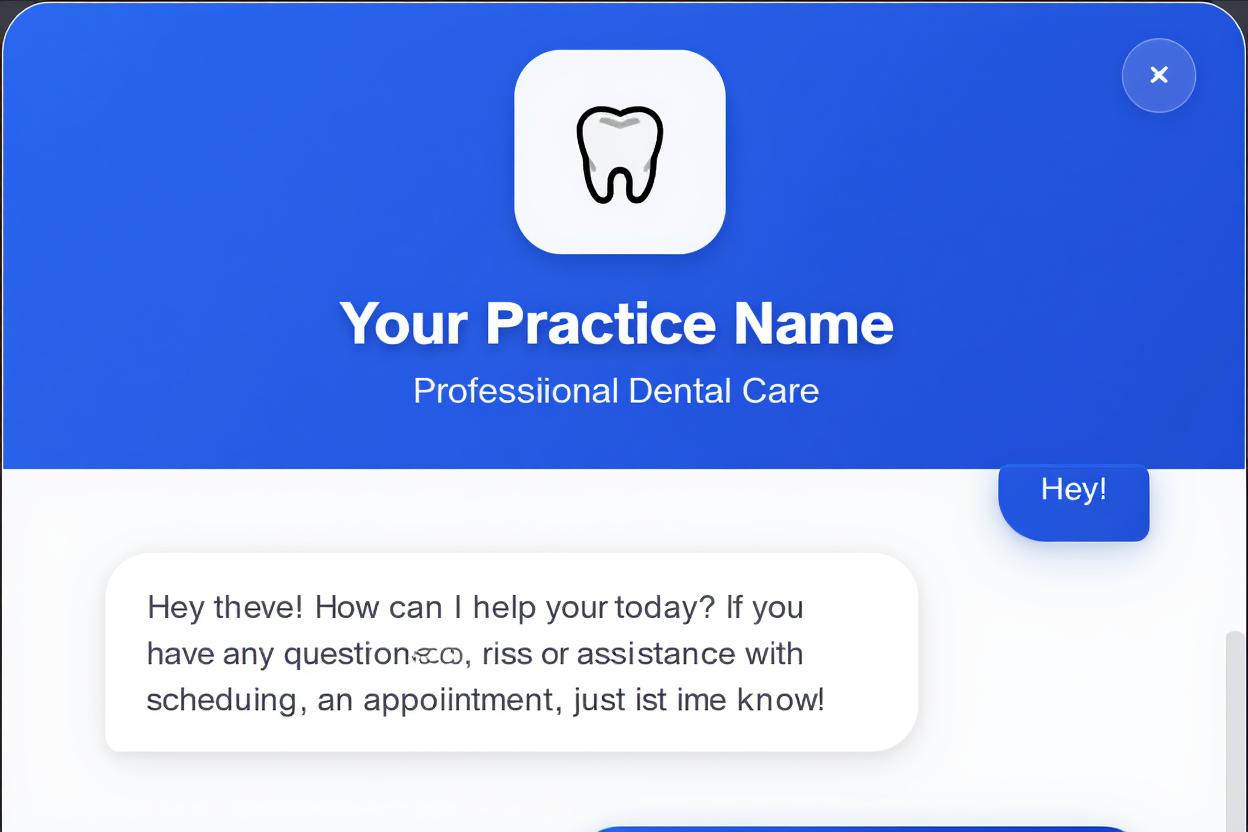 Your Practice Name
Professiional Dental Care
Hey!
Hey theve! How can I help your today? If you
have any question, riss or assistance with
scheduing, an appoiintment, just ist ime know!